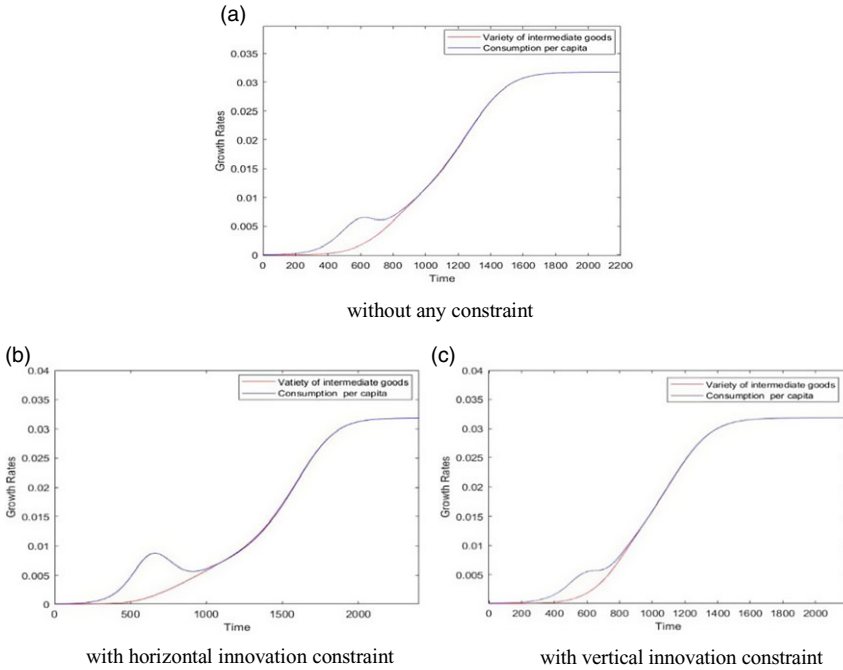 (a)
Variety of intermediate goods
Consumption per capita
0.035
0.03
0.025
0.02
0.015
0.01
0.005
0
Growth Rates
0 200 400 600 800 1000 1200 1400 1600 1800 2000 2200
Time
without any constraint
(b)
Vatiety of intermediate goods
Consumption per capita
0.04
0.035
0.03
0.025
0.02
0.015
0.01
0.005
0
Growth Rates
0 500 1000 1500 2000
Time
with horizontal innovation constraint
(c)
Variety of intermediate goods
Consumption per capita
0.04
0.035
0.03
0.025
0.02
0.015
0.01
0.005
Growth Rates
0 200 400 600 800 1000 1200 1400 1600 1800 2000
Time
with vertical innovation constraint